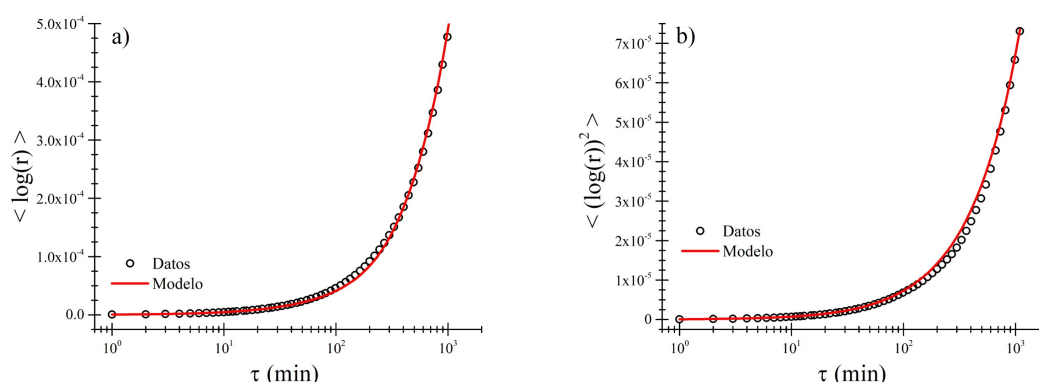 a)
5.0x10⁻⁴
4.0x10⁻⁴
3.0x10⁻⁴
2.0x10⁻⁴
1.0x10⁻⁴
0.0
< log(r) >
Datos
Modelo
10⁰ 10¹ 10² 10³
τ (min)
b)
7x10⁻⁵
6x10⁻⁵
5x10⁻⁵
4x10⁻⁵
3x10⁻⁵
2x10⁻⁵
1x10⁻⁵
0
< (log(r))² >
Datos
Modelo
10⁰ 10¹ 10² 10³
τ (min)